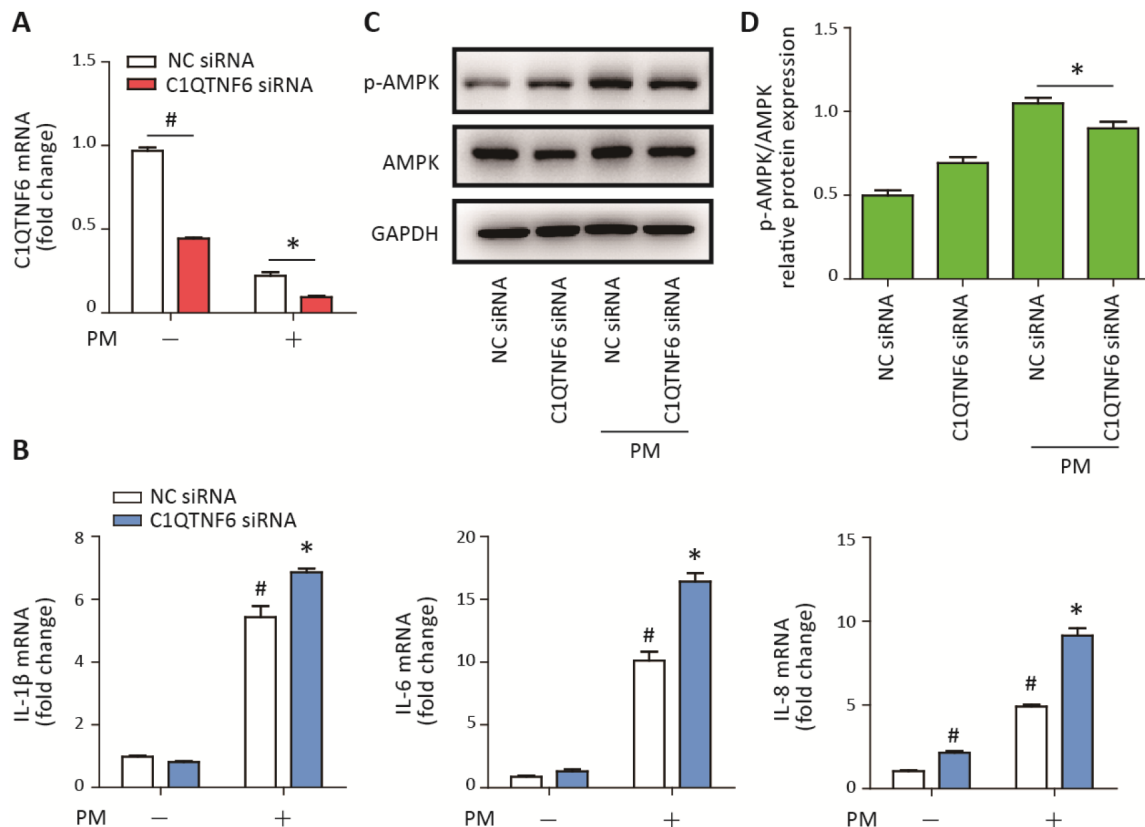 A
C1QTNF6 mRNA
(fold change)
1.5
1.0
0.5
0
NC siRNA
C1QTNF6 siRNA
#
*
PM
−
+
C
p-AMPK
AMPK
GAPDH
NC siRNA
C1QTNF6 siRNA
NC siRNA
C1QTNF6 siRNA
PM
D
p-AMPK/AMPK
relative protein expression
1.5
1.0
0.5
0
*
NC siRNA
C1QTNF6 siRNA
NC siRNA
C1QTNF6 siRNA
PM
B
NC siRNA
C1QTNF6 siRNA
IL-1β mRNA
(fold change)
8
6
4
2
0
#
*
PM
−
+
IL-6 mRNA
(fold change)
20
15
10
5
0
#
*
PM
−
+
IL-8 mRNA
(fold change)
15
10
5
0
#
#
*
PM
−
+